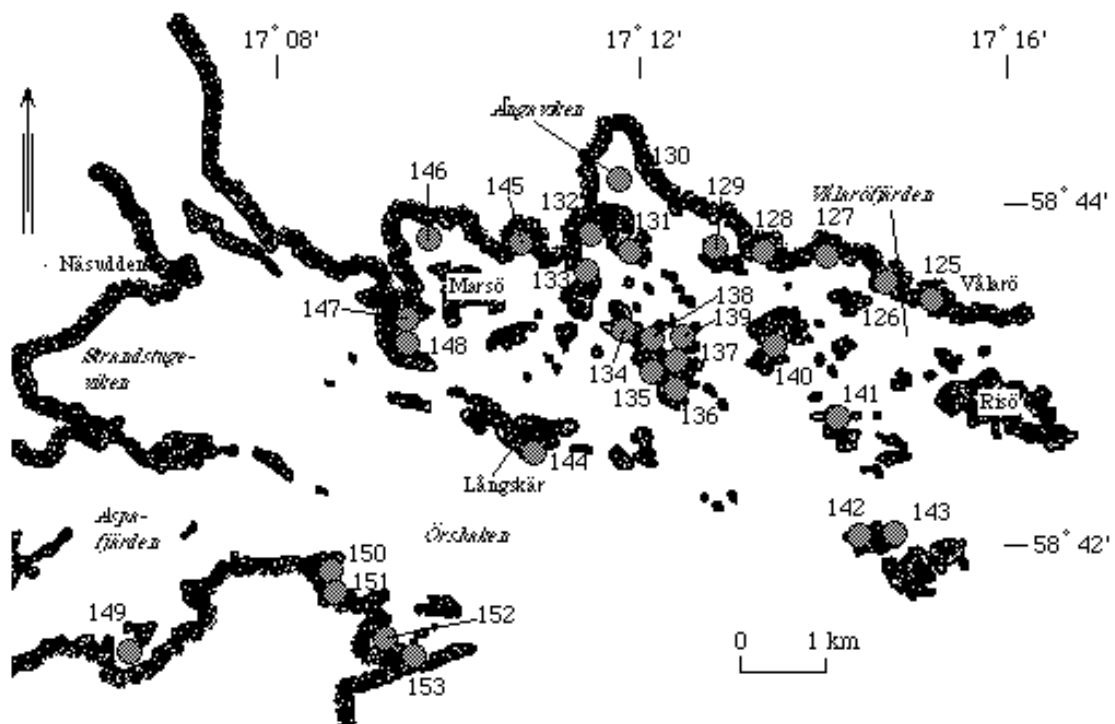 17° 08'
17° 12'
17° 16'
Ånga viken
130
146
145
132
129
58° 44'
131
128
127
Vålaröfjärden
Näsudden
Marsö
133
125
Vålarö
147
138
139
126
148
134
137
140
Strandstuge-
viken
135
136
141
Risö
144
Långskär
Aspa-
fjärden
Örsbaken
142
143
58° 42'
150
151
149
152
0 1 km
153